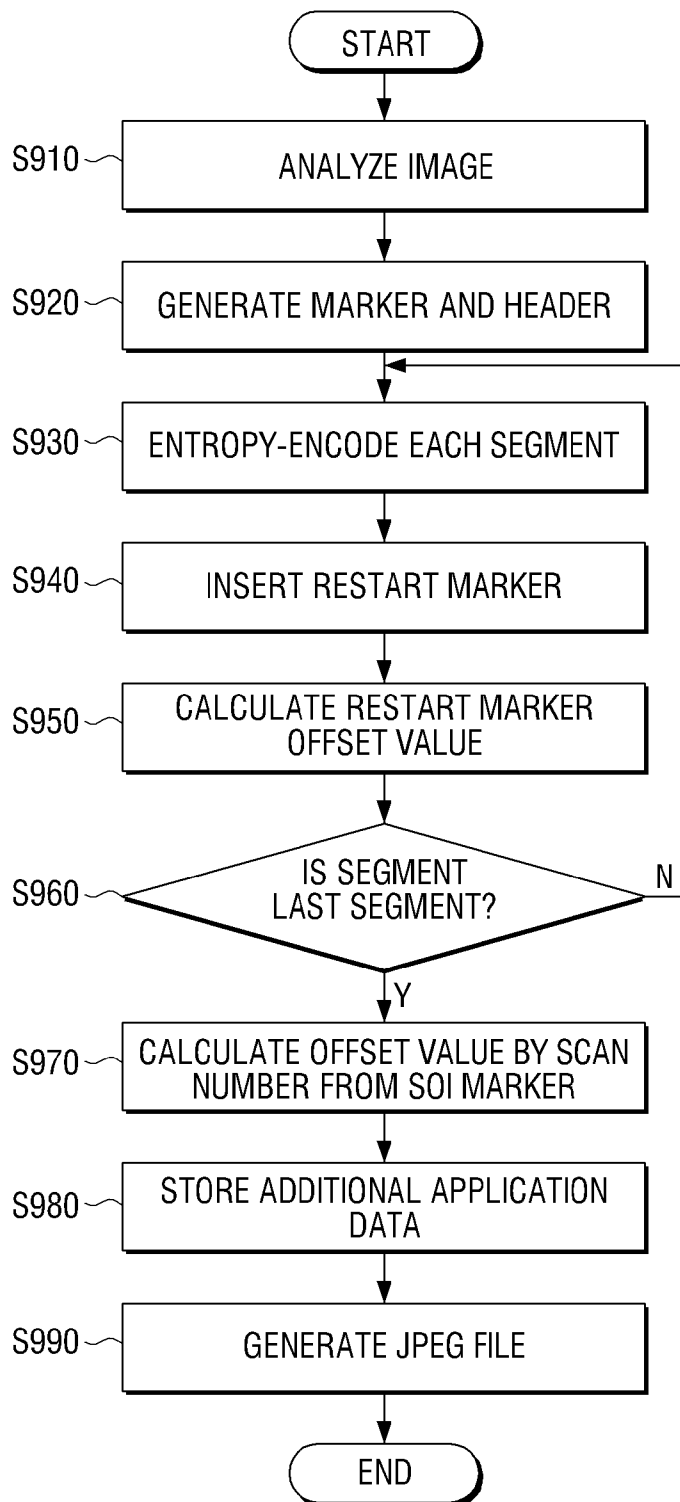 START
S910
ANALYZE IMAGE
S920
GENERATE MARKER AND HEADER
S930
ENTROPY-ENCODE EACH SEGMENT
S940
INSERT RESTART MARKER
S950
CALCULATE RESTART MARKER
OFFSET VALUE
S960
IS SEGMENT
LAST SEGMENT?
N
Y
S970
CALCULATE OFFSET VALUE BY SCAN
NUMBER FROM SOI MARKER
S980
STORE ADDITIONAL APPLICATION
DATA
S990
GENERATE JPEG FILE
END